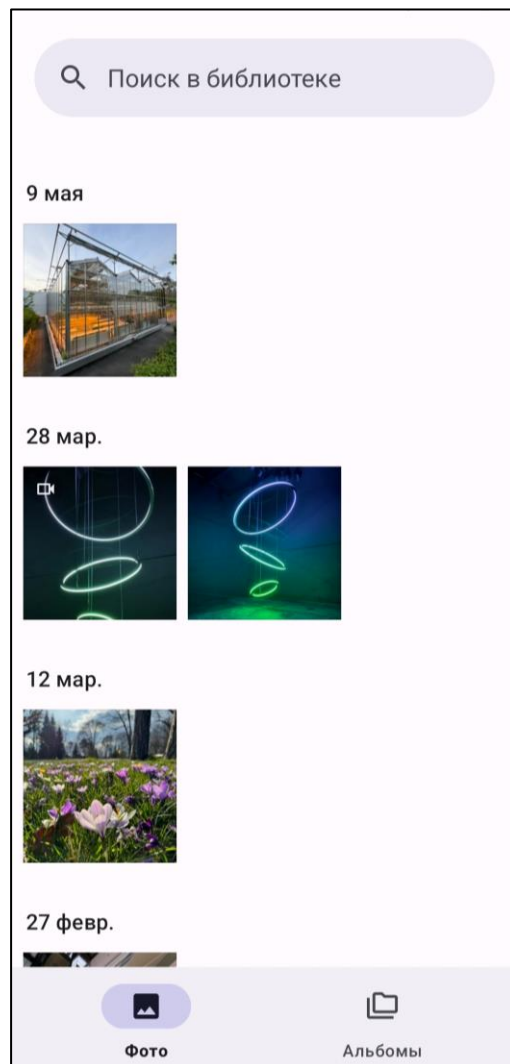 Поиск в библиотеке
9 мая
28 мар.
12 мар.
27 февр.
Фото
Альбомы